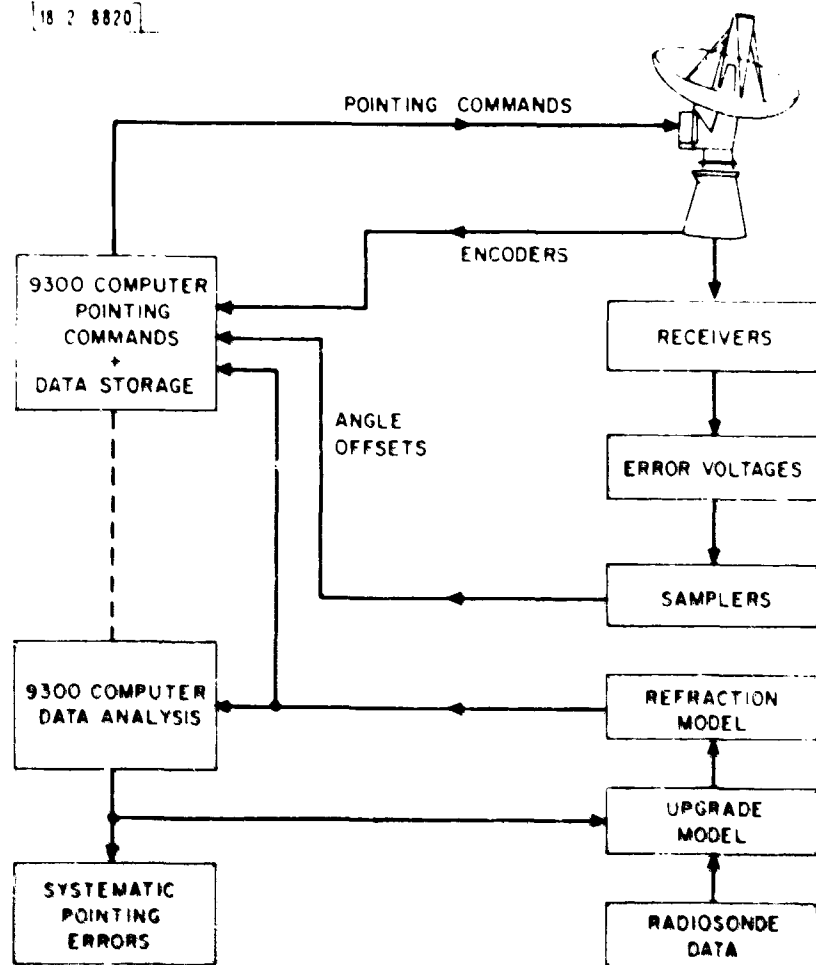 18 2 8820
POINTING COMMANDS
ENCODERS
9300 COMPUTER
POINTING
COMMANDS
+
DATA STORAGE
RECEIVERS
ANGLE
OFFSETS
ERROR VOLTAGES
SAMPLERS
9300 COMPUTER
DATA ANALYSIS
REFRACTION
MODEL
UPGRADE
MODEL
SYSTEMATIC
POINTING
ERRORS
RADIOSONDE
DATA